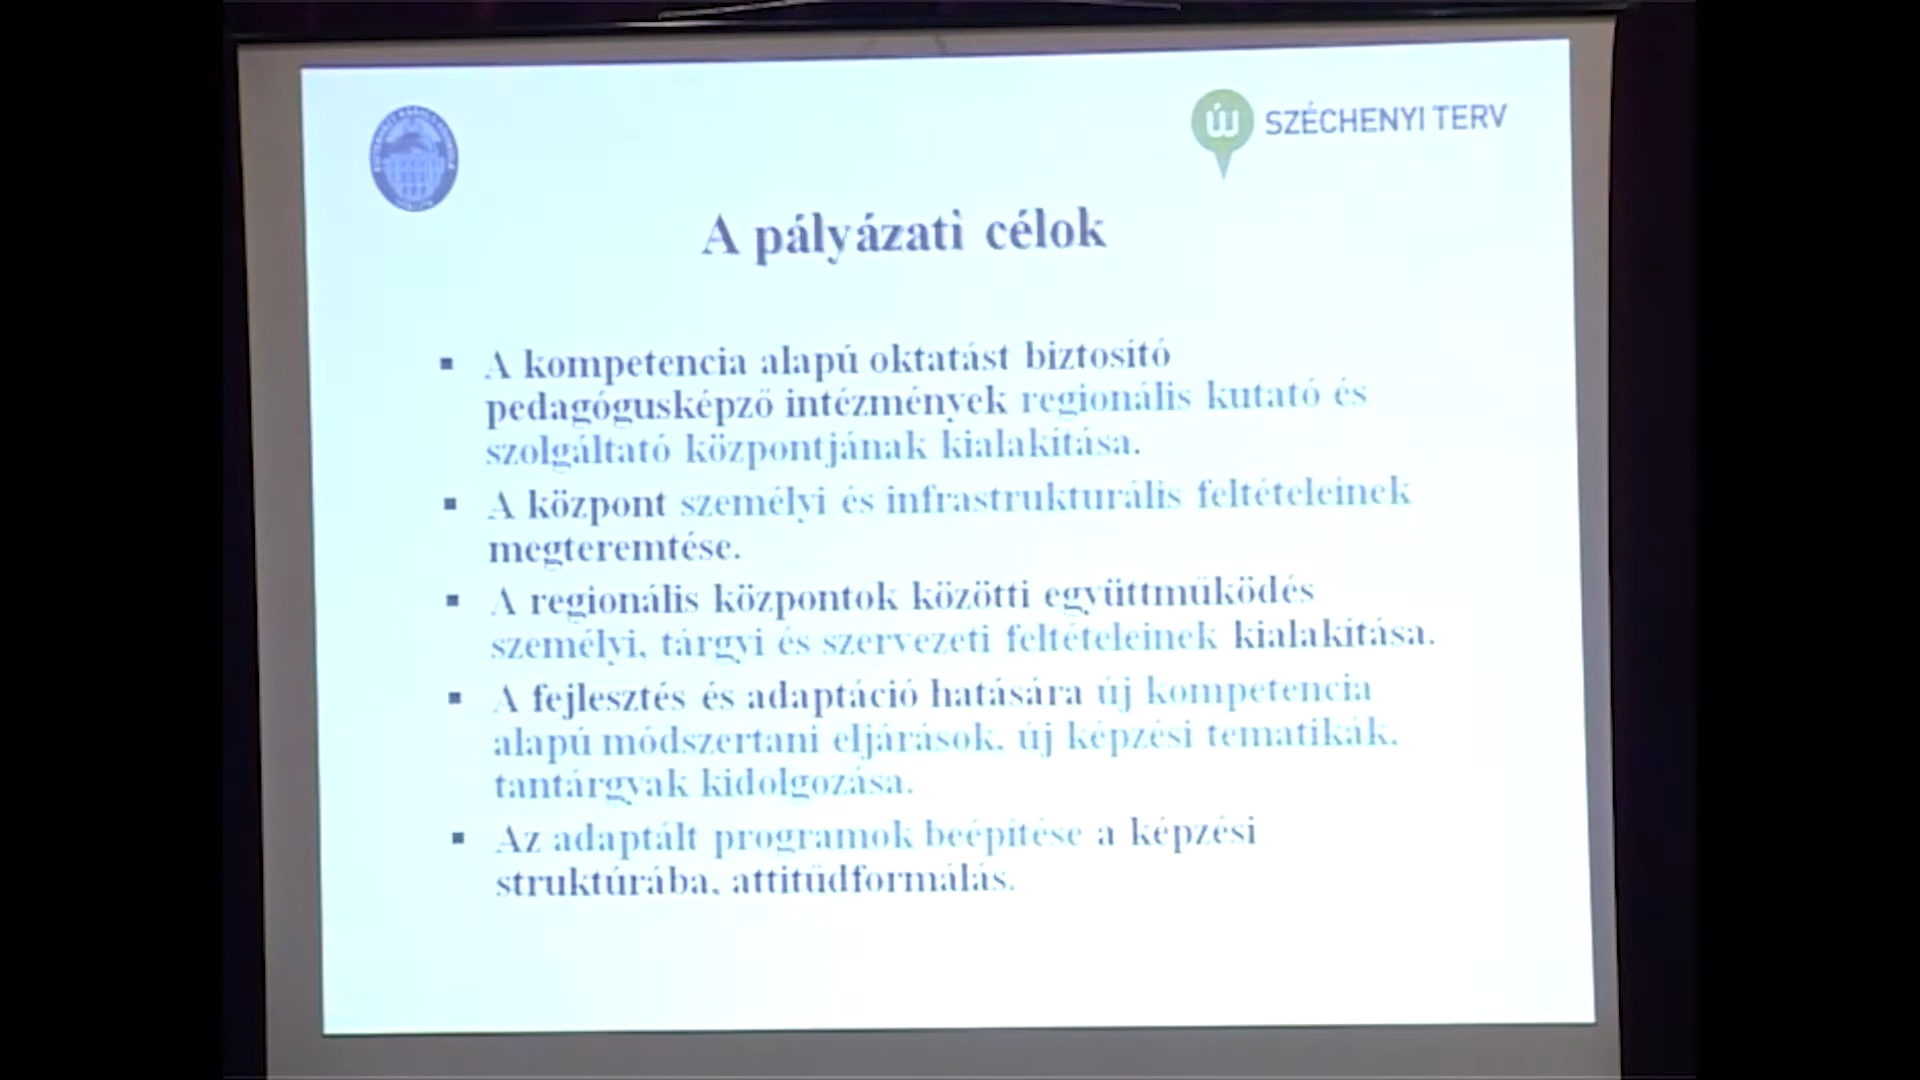 ÚJ SZÉCHENYI TERV
A pályázati célok
▪ A kompetencia alapú oktatást biztosító
pedagógusképző intézmények regionális kutató és
szolgáltató központjának kialakítása.
▪ A központ személyi és infrastrukturális feltételeinek
megteremtése.
▪ A regionális központok közötti együttműködés
személyi, tárgyi és szervezeti feltételeinek kialakítása.
▪ A fejlesztés és adaptáció hatására új kompetencia
alapú módszertani eljárások, új képzési tematikák,
tantárgyak kidolgozása.
▪ Az adaptált programok beépítése a képzési
struktúrába, attitűdformálás.